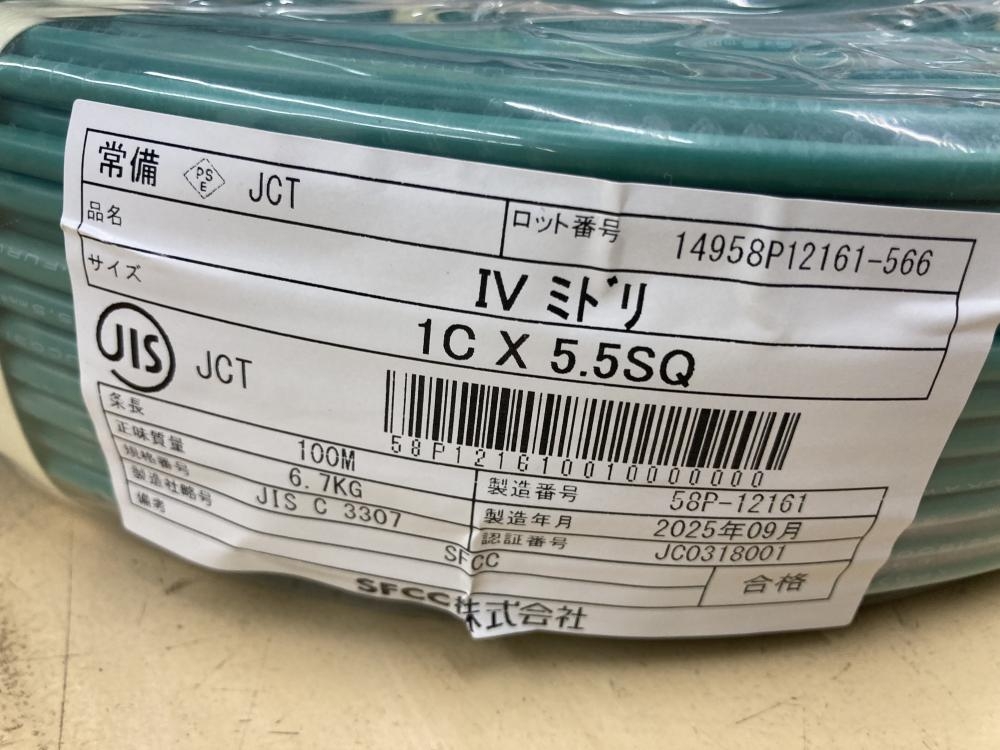 常備 PSE JCT
ロット番号 14958P12161-566
品名 IV ミドリ
サイズ 1C X 5.5SQ
JIS JCT
58P121610010000000
条長 100M
正味質量 6.7KG
規格番号 JIS C 3307
製造社略号 SFCC
備考
製造番号 58P-12161
製造年月 2025年09月
認証番号 JC0318001
合格
SFCC株式会社